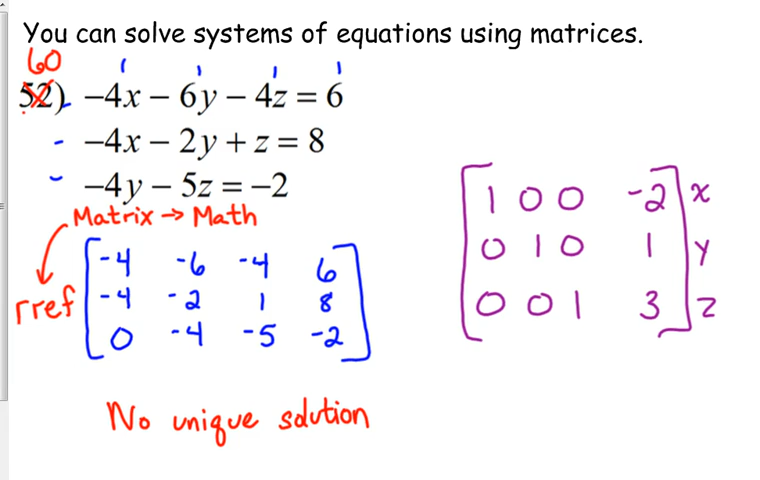 You can solve systems of equations using matrices.
60
52) −4x − 6y − 4z = 6
−4x − 2y + z = 8
−4y − 5z = −2
Matrix → Math
rref
-4 -6 -4 6
-4 -2 1 8
0 -4 -5 -2
No unique solution
1 0 0 -2 x
0 1 0 1 y
0 0 1 3 z